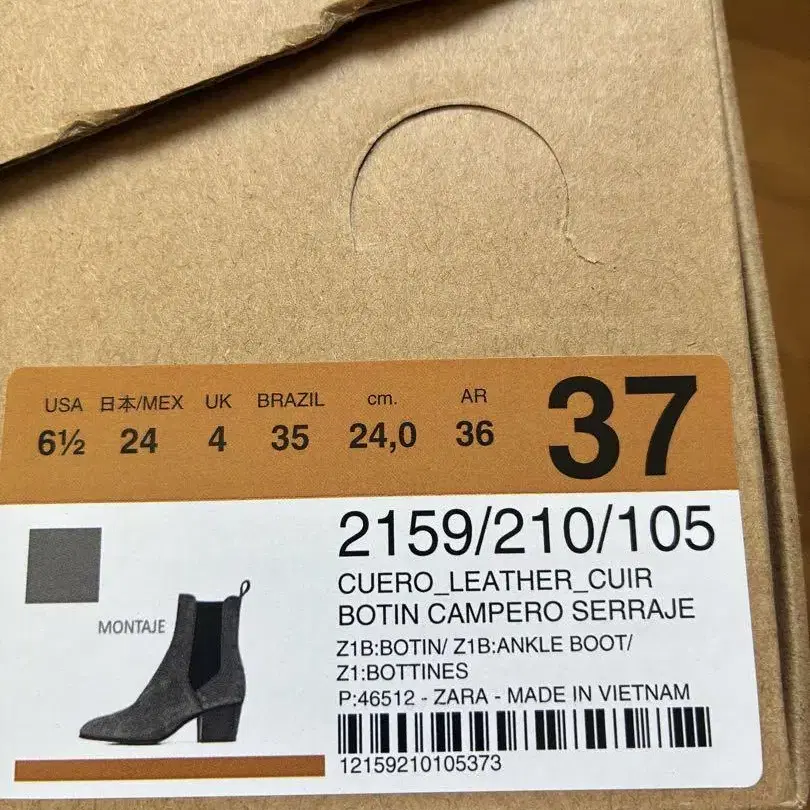 USA 日本/MEX UK BRAZIL cm. AR
6½ 24 4 35 24,0 36 37
2159/210/105
CUERO_LEATHER_CUIR
BOTIN CAMPERO SERRAJE
MONTAJE
Z1B:BOTIN/ Z1B:ANKLE BOOT/
Z1:BOTTINES
P:46512 - ZARA - MADE IN VIETNAM
12159210105373